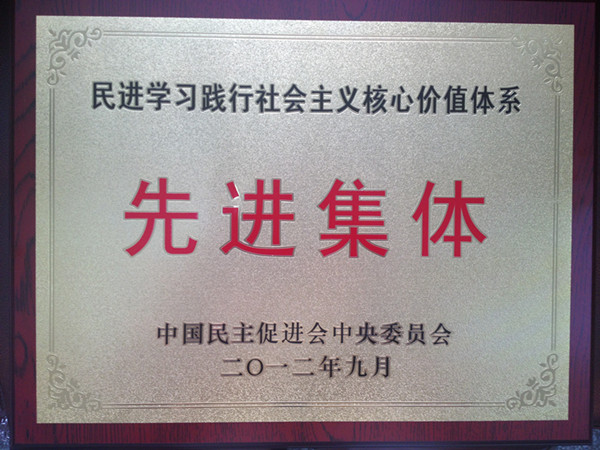 民进学习践行社会主义核心价值体系
先进集体
中国民主促进会中央委员会
二〇一二年九月